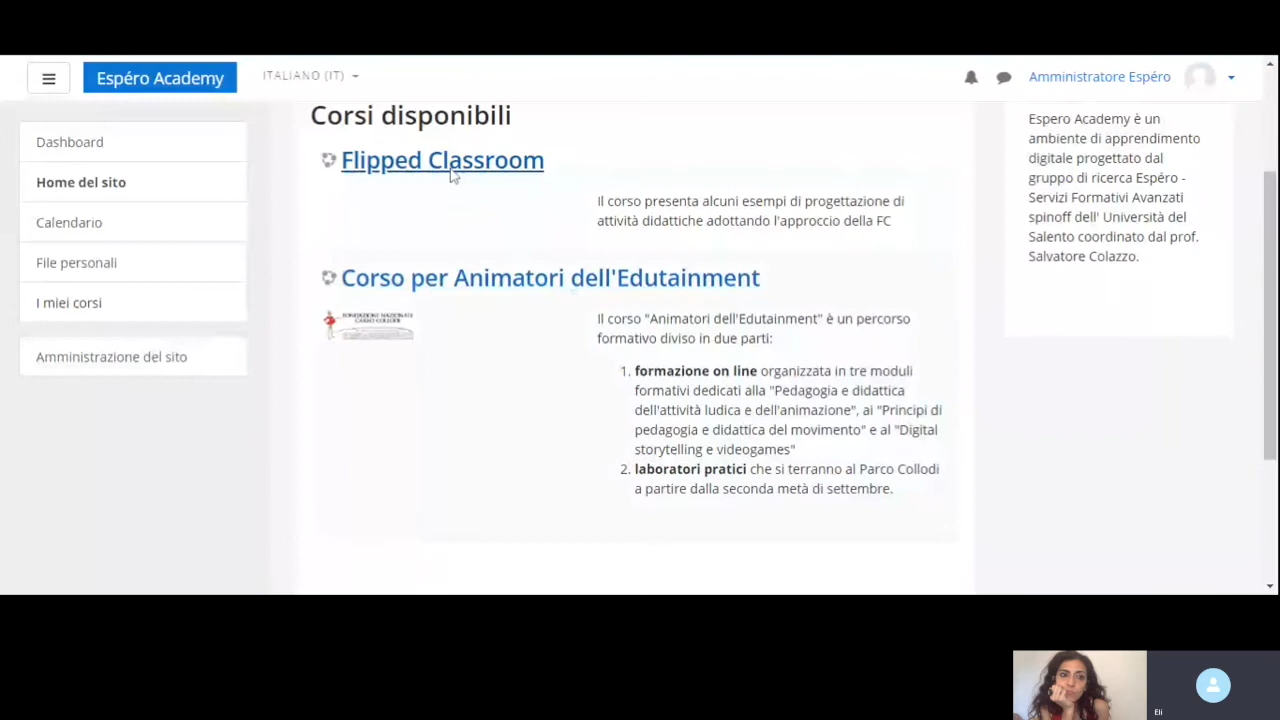 Espéro Academy
ITALIANO (IT)
Amministratore Espéro
Dashboard
Home del sito
Calendario
File personali
I miei corsi
Amministrazione del sito
Corsi disponibili
Flipped Classroom
Il corso presenta alcuni esempi di progettazione di
attività didattiche adottando l'approccio della FC
Corso per Animatori dell'Edutainment
FONDAZIONE NAZIONALE
CARLO COLLODI
Il corso "Animatori dell'Edutainment" è un percorso
formativo diviso in due parti:
1. formazione on line organizzata in tre moduli
formativi dedicati alla "Pedagogia e didattica
dell'attività ludica e dell'animazione", ai "Principi di
pedagogia e didattica del movimento" e al "Digital
storytelling e videogames"
2. laboratori pratici che si terranno al Parco Collodi
a partire dalla seconda metà di settembre.
Espero Academy è un
ambiente di apprendimento
digitale progettato dal
gruppo di ricerca Espéro -
Servizi Formativi Avanzati
spinoff dell' Università del
Salento coordinato dal prof.
Salvatore Colazzo.
Eli